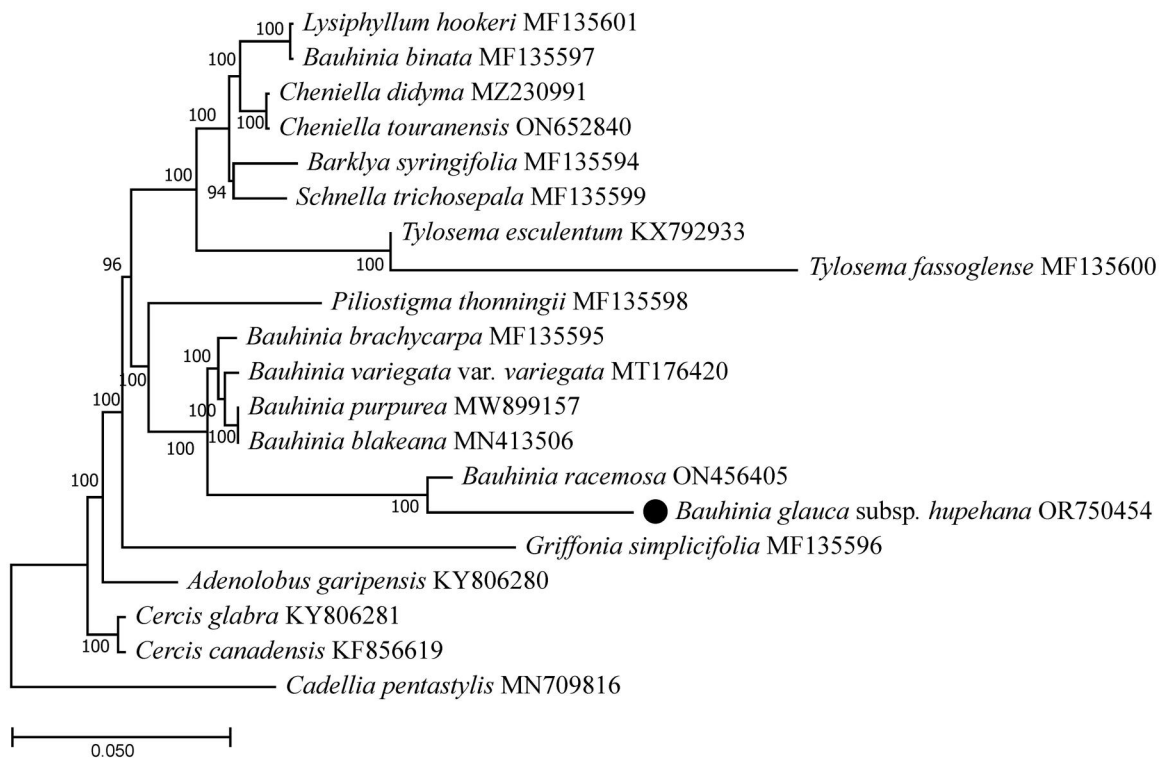 Lysiphyllum hookeri MF135601
100
Bauhinia binata MF135597
100
Cheniella didyma MZ230991
100
100
Cheniella touranensis ON652840
Barklya syringifolia MF135594
100
94
Schnella trichosepala MF135599
Tylosema esculentum KX792933
100
Tylosema fassoglense MF135600
96
Piliostigma thonningii MF135598
Bauhinia brachycarpa MF135595
100
Bauhinia variegata var. variegata MT176420
100
100
Bauhinia purpurea MW899157
100
100
Bauhinia blakeana MN413506
100
Bauhinia racemosa ON456405
100
100
Bauhinia glauca subsp. hupehana OR750454
Griffonia simplicifolia MF135596
Adenolobus garipensis KY806280
Cercis glabra KY806281
100
Cercis canadensis KF856619
Cadellia pentastylis MN709816
0.050